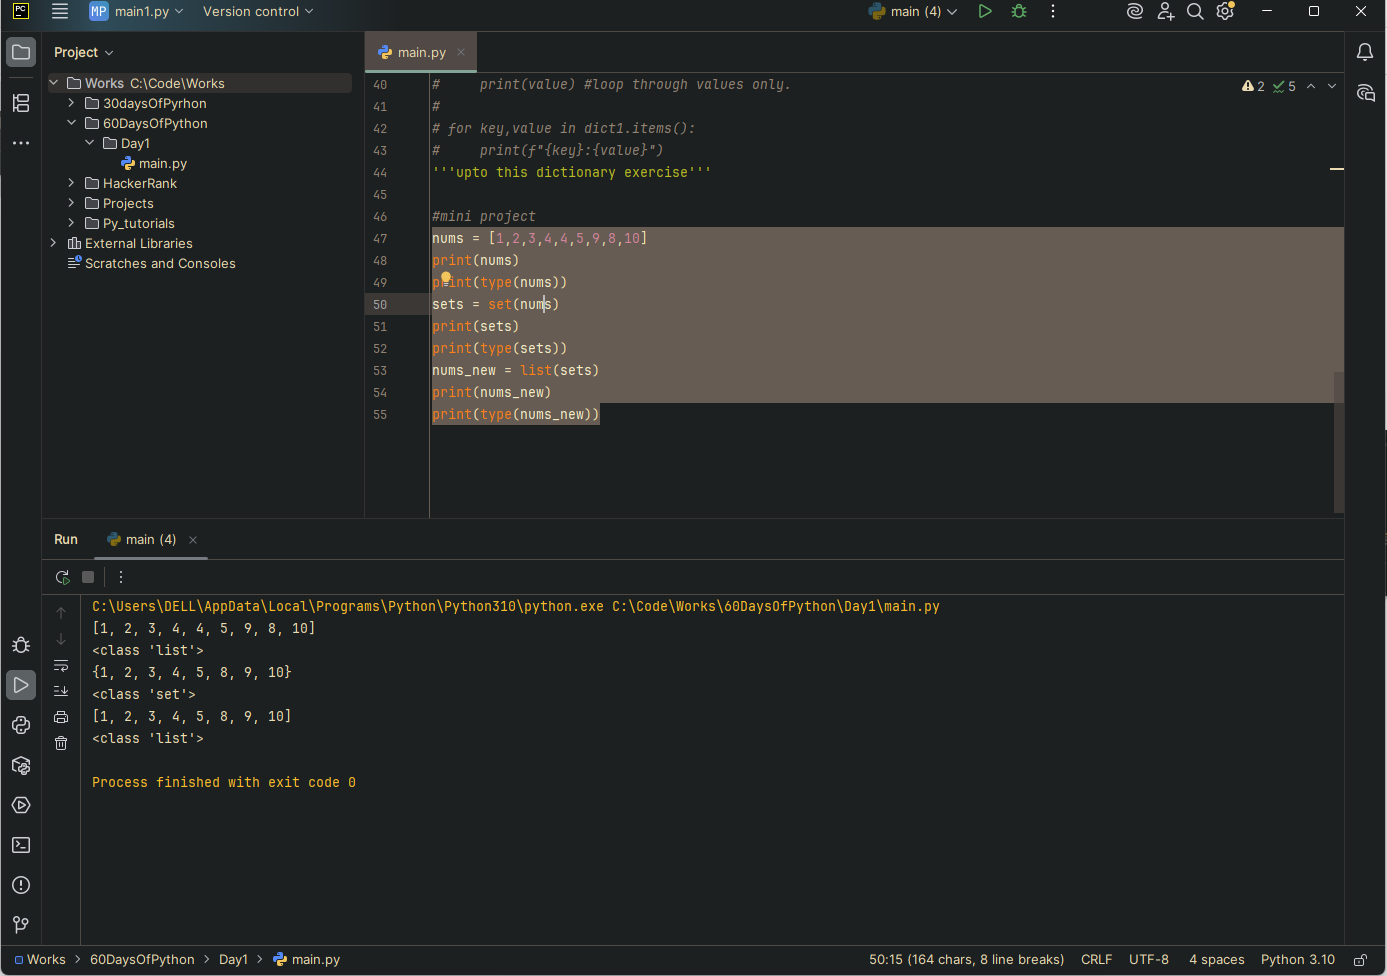 PC
MP main1.py Version control main (4)
Project
main.py
Works C:\Code\Works
30daysOfPyrhon
60DaysOfPython
Day1
main.py
HackerRank
Projects
Py_tutorials
External Libraries
Scratches and Consoles
2 5
40 #     print(value) #loop through values only.
41 #
42 # for key,value in dict1.items():
43 #     print(f"{key}:{value}")
44 '''upto this dictionary exercise'''
45
46 #mini project
47 nums = [1,2,3,4,4,5,9,8,10]
48 print(nums)
49 print(type(nums))
50 sets = set(nums)
51 print(sets)
52 print(type(sets))
53 nums_new = list(sets)
54 print(nums_new)
55 print(type(nums_new))
Run main (4)
C:\Users\DELL\AppData\Local\Programs\Python\Python310\python.exe C:\Code\Works\60DaysOfPython\Day1\main.py
[1, 2, 3, 4, 4, 5, 9, 8, 10]
<class 'list'>
{1, 2, 3, 4, 5, 8, 9, 10}
<class 'set'>
[1, 2, 3, 4, 5, 8, 9, 10]
<class 'list'>
Process finished with exit code 0
Works > 60DaysOfPython > Day1 > main.py 50:15 (164 chars, 8 line breaks) CRLF UTF-8 4 spaces Python 3.10